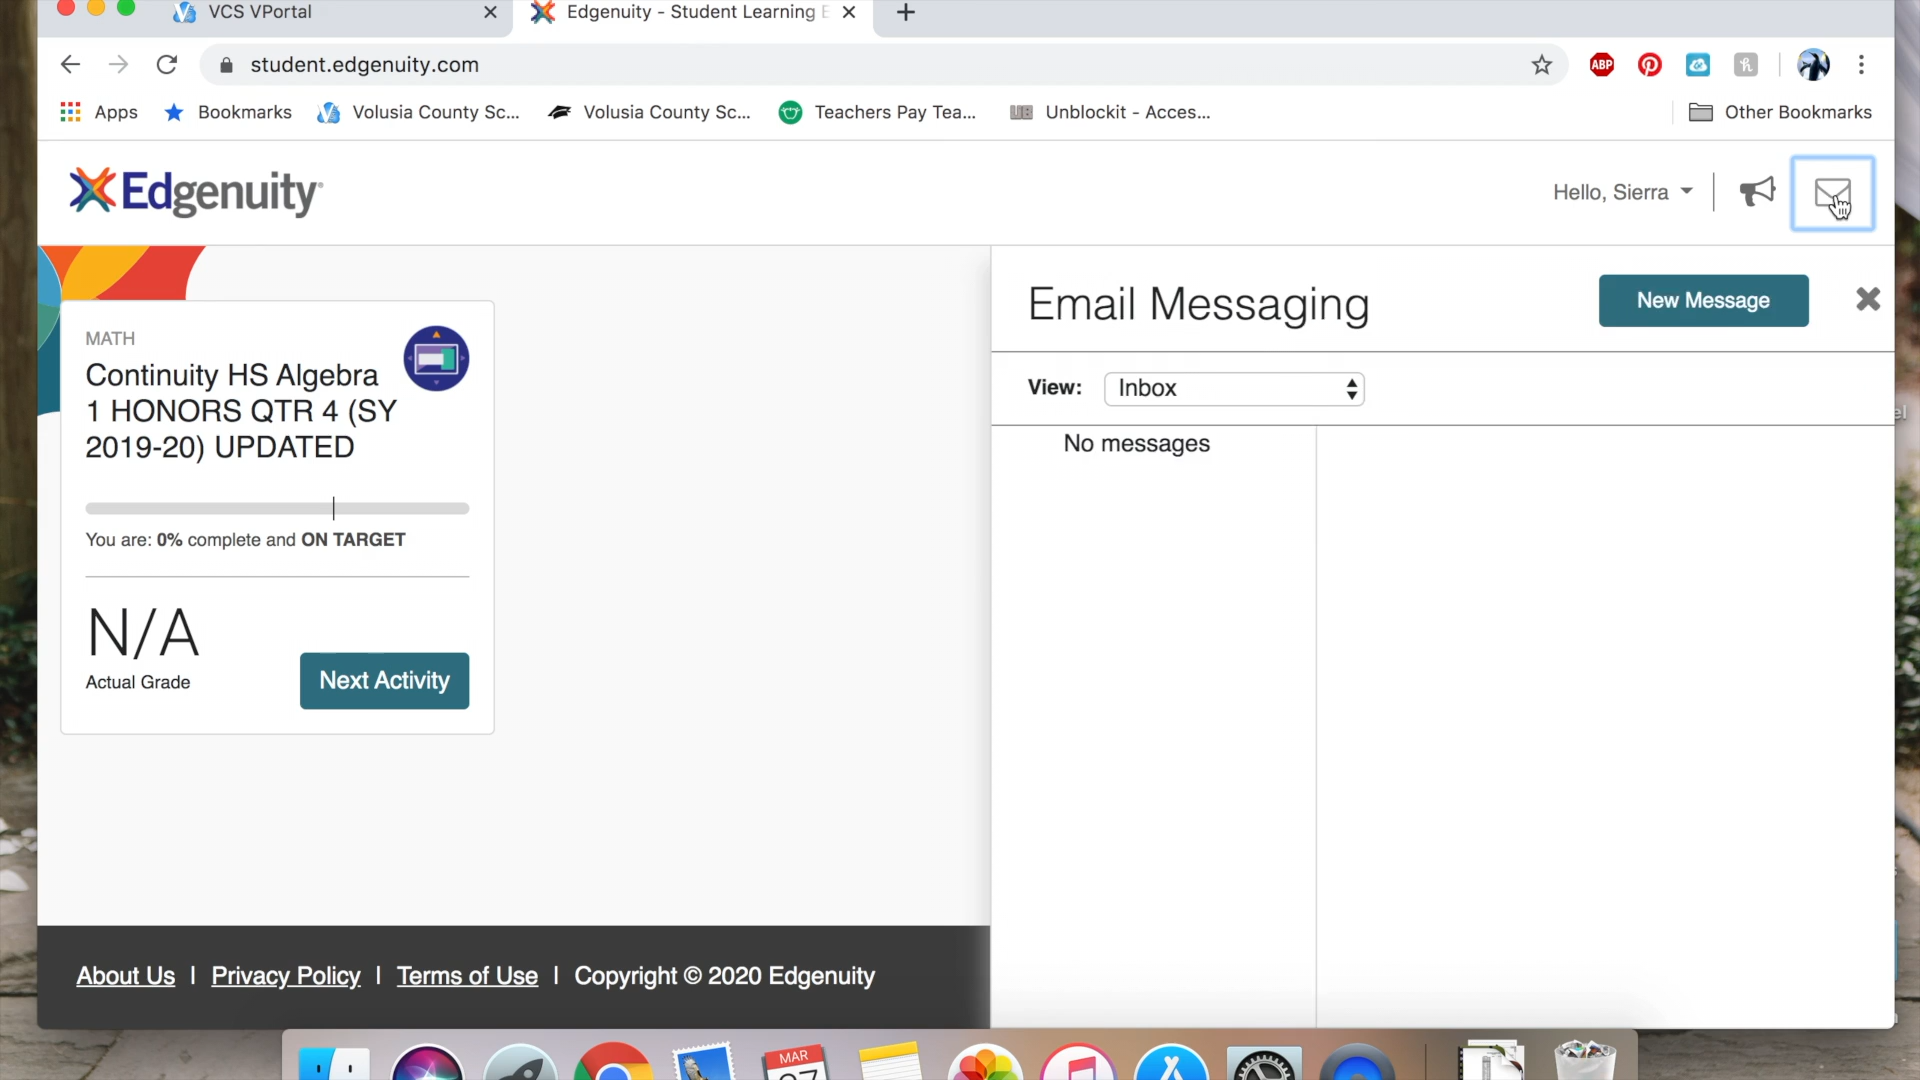 VCS VPortal
Edgenuity - Student Learning E
student.edgenuity.com
ABP
Apps
Bookmarks
Volusia County Sc...
Volusia County Sc...
Teachers Pay Tea...
UB
Unblockit - Acces...
Other Bookmarks
Edgenuity
Hello, Sierra
Email Messaging
New Message
View:
Inbox
No messages
MATH
Continuity HS Algebra
1 HONORS QTR 4 (SY
2019-20) UPDATED
You are: 0% complete and ON TARGET
N/A
Actual Grade
Next Activity
About Us | Privacy Policy | Terms of Use | Copyright © 2020 Edgenuity
MAR